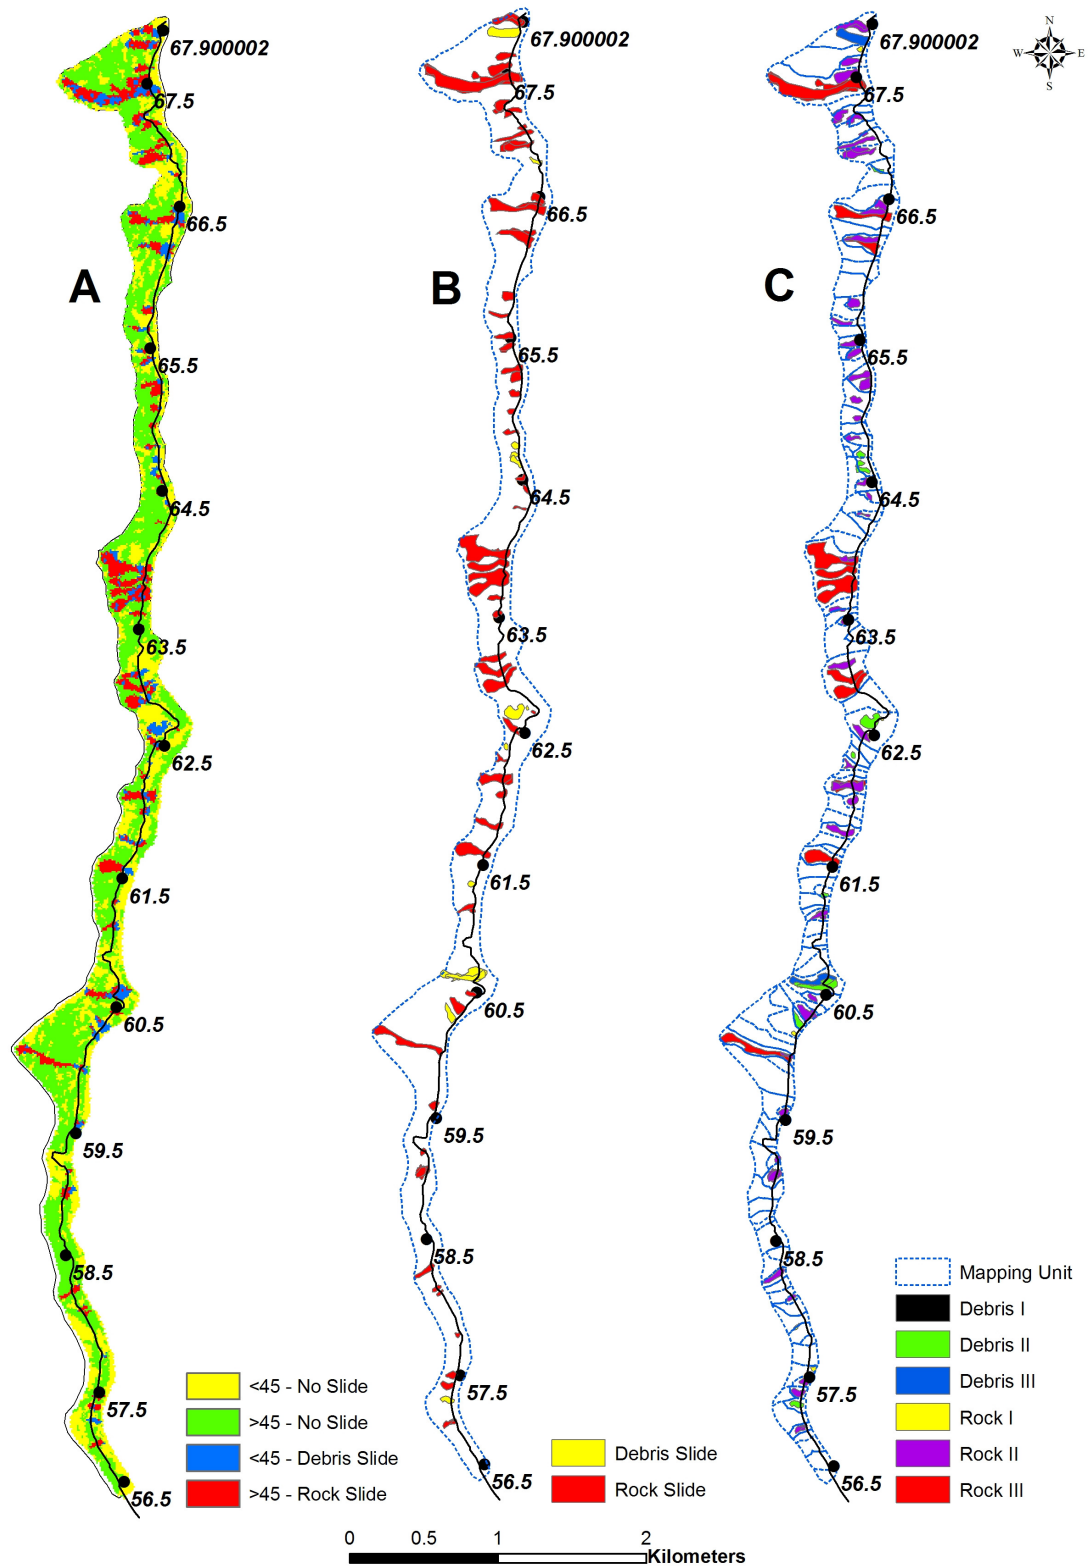 67.900002
67.5
66.5
A
65.5
64.5
63.5
62.5
61.5
60.5
59.5
58.5
57.5
56.5
<45 - No Slide
>45 - No Slide
<45 - Debris Slide
>45 - Rock Slide
67.900002
67.5
66.5
B
65.5
64.5
63.5
62.5
61.5
60.5
59.5
58.5
57.5
56.5
Debris Slide
Rock Slide
N
W E
S
67.900002
67.5
66.5
C
65.5
64.5
63.5
62.5
61.5
60.5
59.5
58.5
57.5
56.5
Mapping Unit
Debris I
Debris II
Debris III
Rock I
Rock II
Rock III
0 0.5 1 2
Kilometers